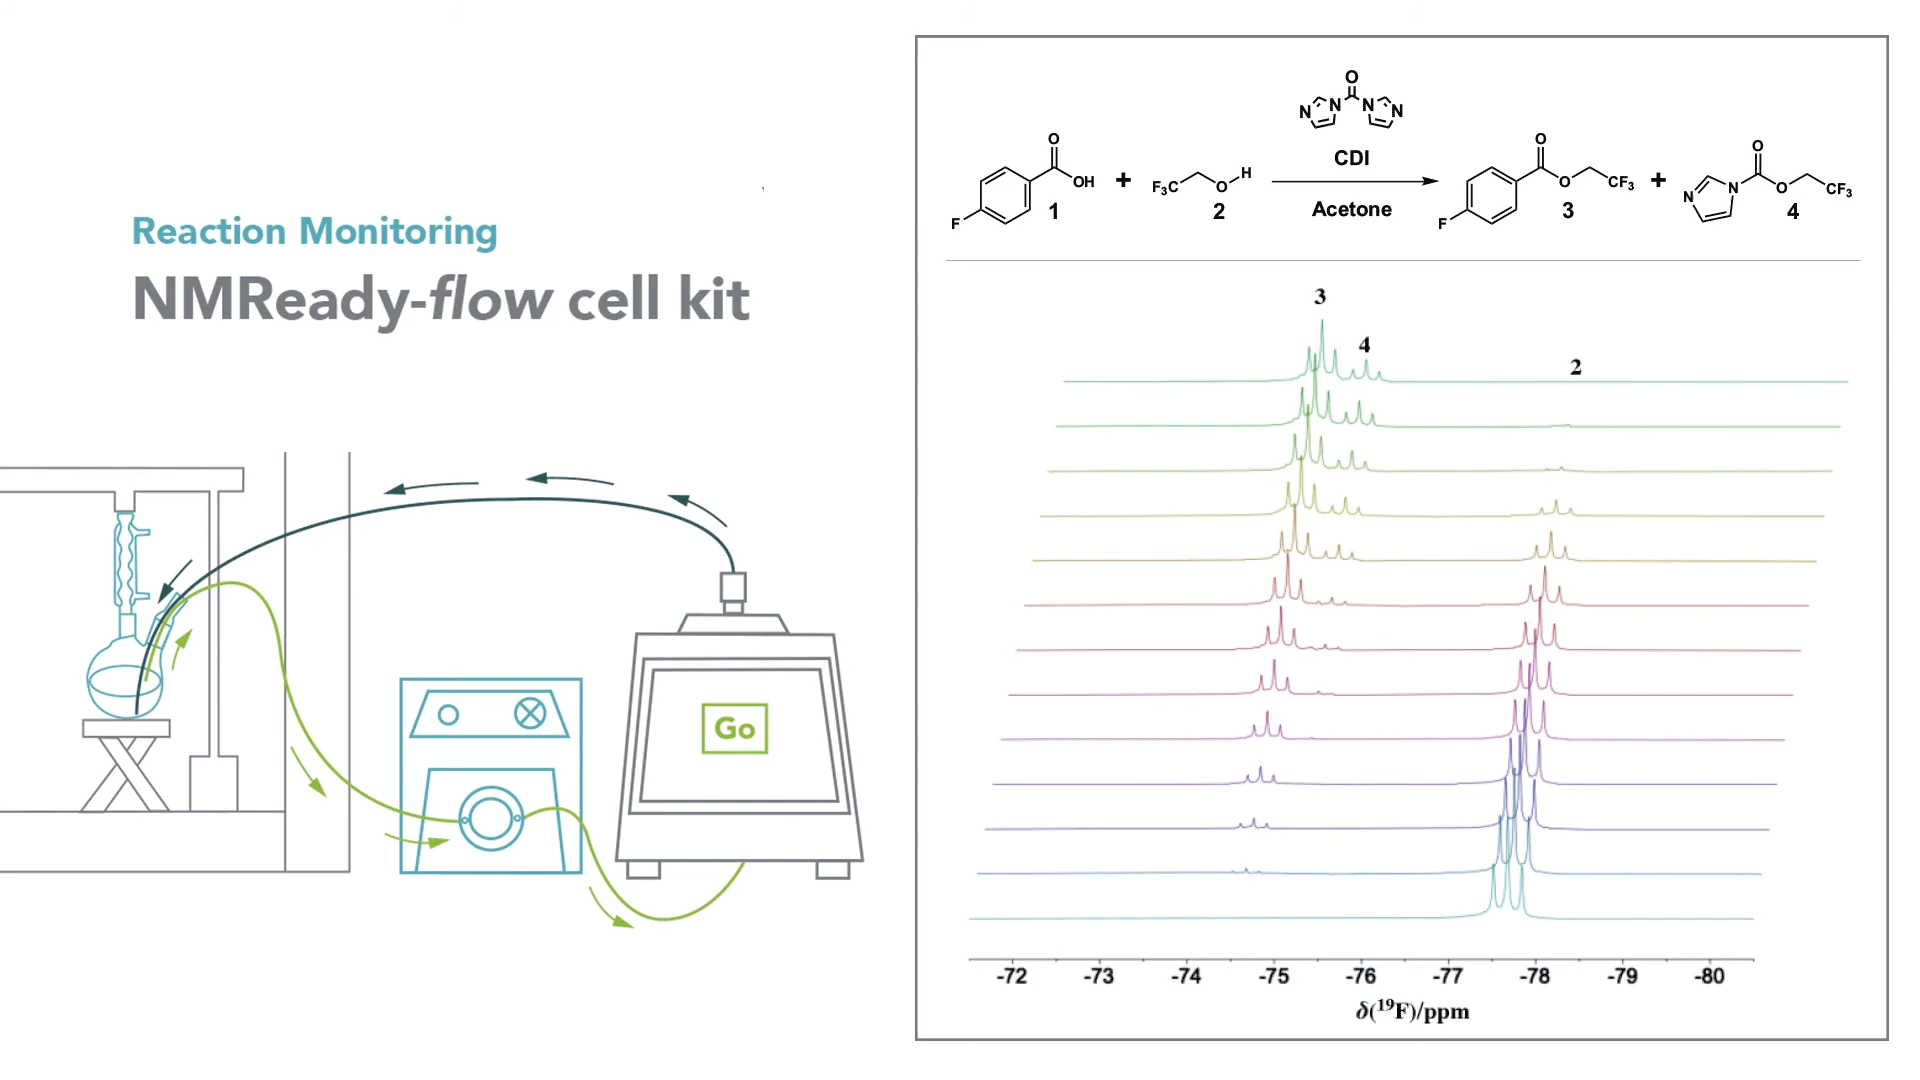 Reaction Monitoring
NMReady-flow cell kit
Go
O
N N N N
CDI
Acetone
O
OH
F
1
+
F₃C O H
2
O
O CF₃
F
3
+
O
N N O CF₃
4
3
4
2
-72 -73 -74 -75 -76 -77 -78 -79 -80
δ(¹⁹F)/ppm